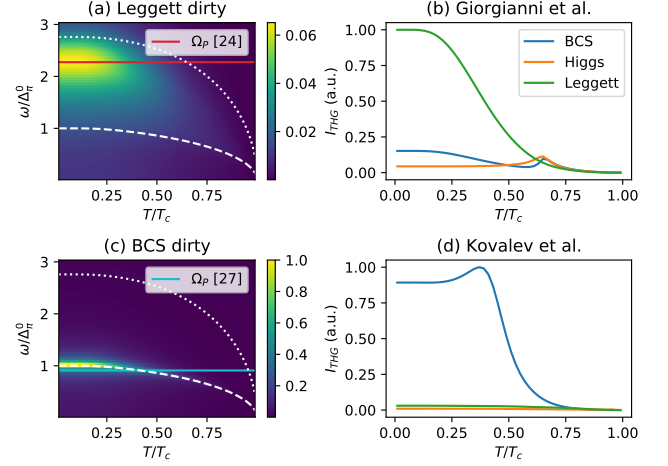 (a) Leggett dirty
Ω_P [24]
3
2
1
ω/Δ_π^0
0.25 0.50 0.75
T/T_c
0.06
0.04
0.02
(b) Giorgianni et al.
BCS
Higgs
Leggett
1.00
0.75
0.50
0.25
0.00
I_THG (a.u.)
0.00 0.25 0.50 0.75 1.00
T/T_c
(c) BCS dirty
Ω_P [27]
3
2
1
ω/Δ_π^0
0.25 0.50 0.75
T/T_c
1.0
0.8
0.6
0.4
0.2
(d) Kovalev et al.
1.00
0.75
0.50
0.25
0.00
I_THG (a.u.)
0.00 0.25 0.50 0.75 1.00
T/T_c